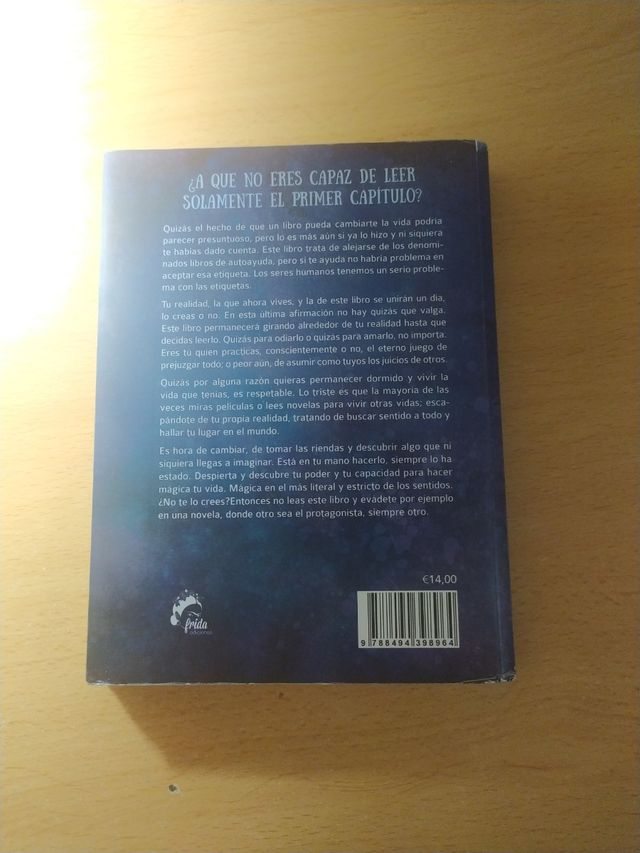 ¿A QUE NO ERES CAPAZ DE LEER
SOLAMENTE EL PRIMER CAPÍTULO?
Quizás el hecho de que un libro pueda cambiarte la vida podría
parecer presuntuoso, pero lo es más aún si ya lo hizo y ni siquiera
te habías dado cuenta. Este libro trata de alejarse de los denomi-
nados libros de autoayuda, pero si te ayuda no habría problema en
aceptar esa etiqueta. Los seres humanos tenemos un serio proble-
ma con las etiquetas.
Tu realidad, la que ahora vives, y la de este libro se unirán un día,
lo creas o no. En esta última afirmación no hay quizás que valga.
Este libro permanecerá girando alrededor de tu realidad hasta que
decidas leerlo. Quizás para odiarlo o quizás para amarlo, no importa.
Eres tú quien practicas, conscientemente o no, el eterno juego de
prejuzgar todo; o peor aún, de asumir como tuyos los juicios de otros.
Quizás por alguna razón quieras permanecer dormido y vivir la
vida que tenías, es respetable. Lo triste es que la mayoría de las
veces miras películas o lees novelas para vivir otras vidas; esca-
pándote de tu propia realidad, tratando de buscar sentido a todo y
hallar tu lugar en el mundo.
Es hora de cambiar, de tomar las riendas y descubrir algo que ni
siquiera llegas a imaginar. Está en tu mano hacerlo, siempre lo ha
estado. Despierta y descubre tu poder y tu capacidad para hacer
mágica tu vida. Mágica en el más literal y estricto de los sentidos.
¿No te lo crees?Entonces no leas este libro y evádete por ejemplo
en una novela, donde otro sea el protagonista, siempre otro.
€14,00
frida
ediciones
9 788494 398964